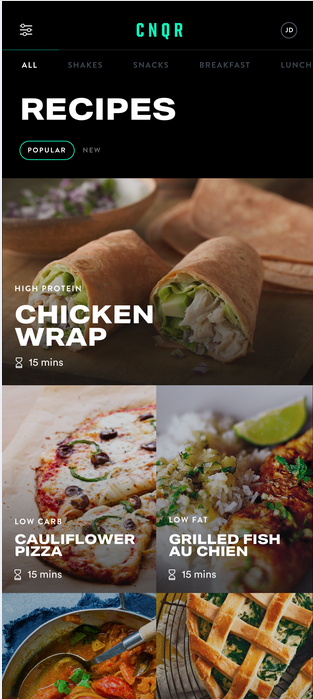 CNQR
JD
ALL SHAKES SNACKS BREAKFAST LUNCH
RECIPES
POPULAR NEW
HIGH PROTEIN
CHICKEN
WRAP
15 mins
LOW CARB
CAULIFLOWER
PIZZA
15 mins
LOW FAT
GRILLED FISH
AU CHIEN
15 mins